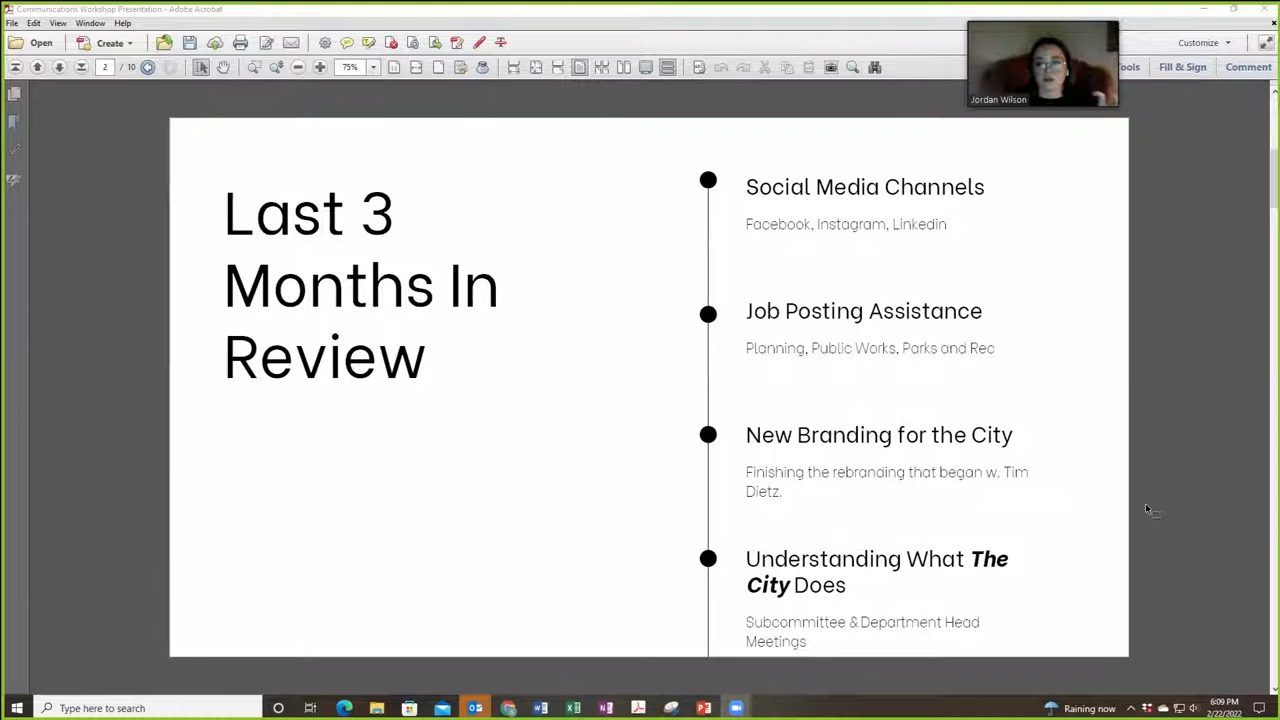 Communications Workshop Presentation - Adobe Acrobat
File Edit View Window Help
Open Create Customize
2 / 10 75% Tools Fill & Sign Comment
Jordan Wilson
Last 3
Months In
Review
Social Media Channels
Facebook, Instagram, Linkedin
Job Posting Assistance
Planning, Public Works, Parks and Rec
New Branding for the City
Finishing the rebranding that began w. Tim
Dietz.
Understanding What The
City Does
Subcommittee & Department Head
Meetings
Type here to search
Raining now
6:09 PM
2/22/2022